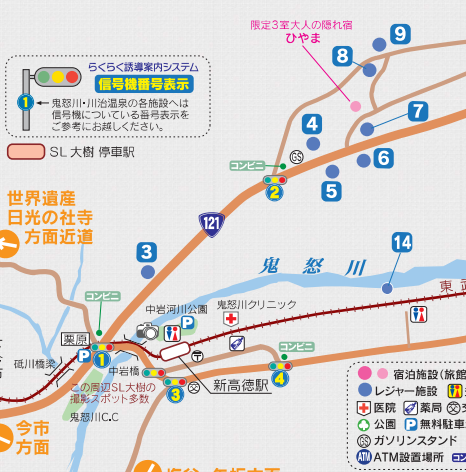 限定3室大人の隠れ宿
ひやま
9
8
らくらく誘導案内システム
信号機番号表示
1
鬼怒川・川治温泉の各施設へは
信号機についている番号表示を
ご参考にお越しください。
SL大樹 停車駅
7
4
GS
コンビニ
6
5
2
世界遺産
日光の社寺
方面近道
121
14
3
鬼怒川
コンビニ
中岩河川公園
鬼怒川クリニック
東武
P
栗原
P
1
コンビニ
砥川橋梁
中岩橋
この周辺SL大樹の
撮影スポット多数
3
新高徳駅
4
鬼怒川C.C
今市
方面
宿泊施設(旅館
レジャー施設
医院
薬局
公園
P
無料駐車
GS
ガソリンスタンド
ATM
ATM設置場所